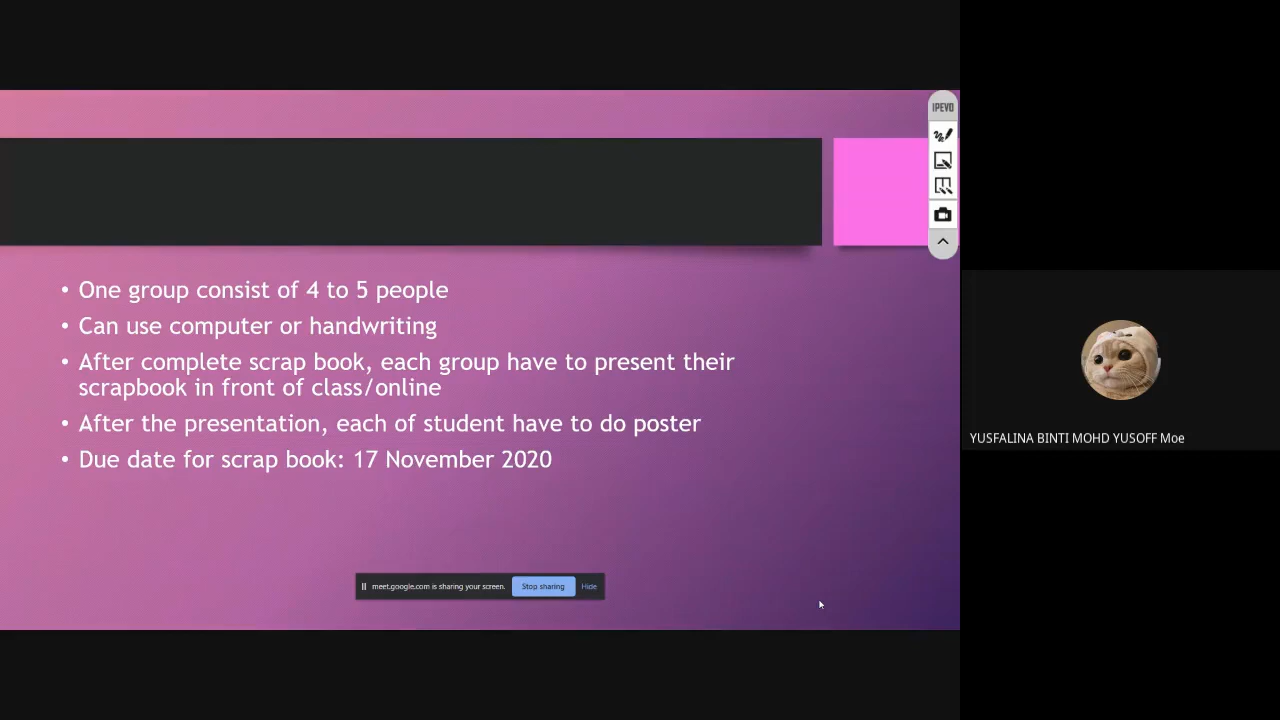 IPEVO
• One group consist of 4 to 5 people
• Can use computer or handwriting
• After complete scrap book, each group have to present their
scrapbook in front of class/online
• After the presentation, each of student have to do poster
• Due date for scrap book: 17 November 2020
YUSFALINA BINTI MOHD YUSOFF Moe
meet.google.com is sharing your screen. Stop sharing Hide